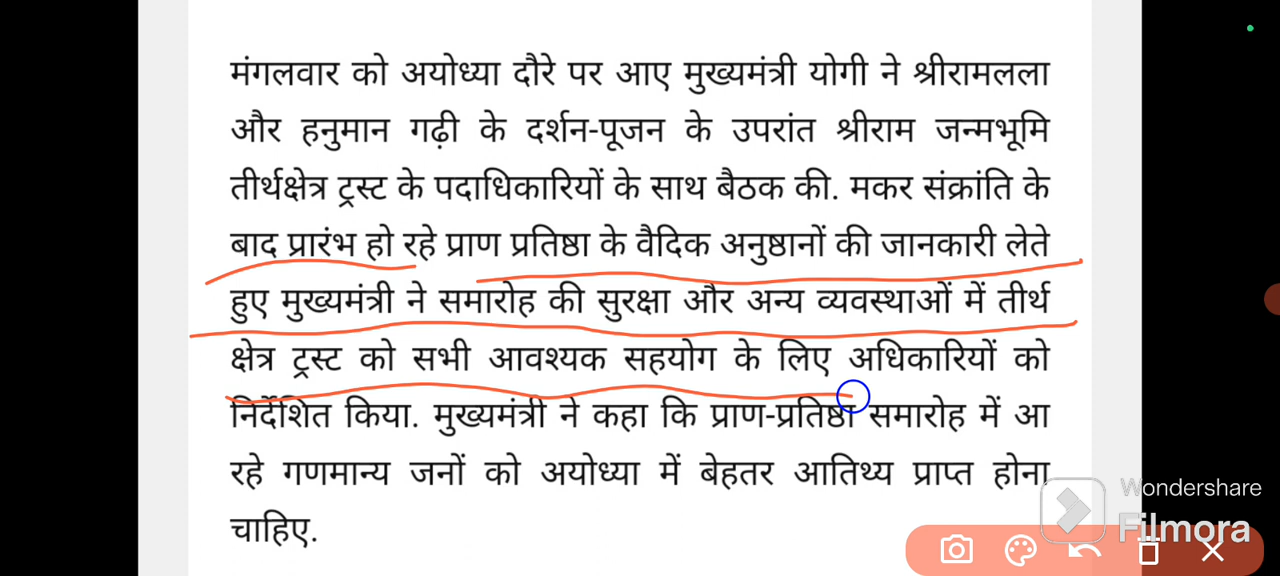 मंगलवार को अयोध्या दौरे पर आए मुख्यमंत्री योगी ने श्रीरामलला
और हनुमान गढ़ी के दर्शन-पूजन के उपरांत श्रीराम जन्मभूमि
तीर्थक्षेत्र ट्रस्ट के पदाधिकारियों के साथ बैठक की. मकर संक्रांति के
बाद प्रारंभ हो रहे प्राण प्रतिष्ठा के वैदिक अनुष्ठानों की जानकारी लेते
हुए मुख्यमंत्री ने समारोह की सुरक्षा और अन्य व्यवस्थाओं में तीर्थ
क्षेत्र ट्रस्ट को सभी आवश्यक सहयोग के लिए अधिकारियों को
निर्देशित किया. मुख्यमंत्री ने कहा कि प्राण-प्रतिष्ठा समारोह में आ
रहे गणमान्य जनों को अयोध्या में बेहतर आतिथ्य प्राप्त होना
चाहिए.
Wondershare
Filmora